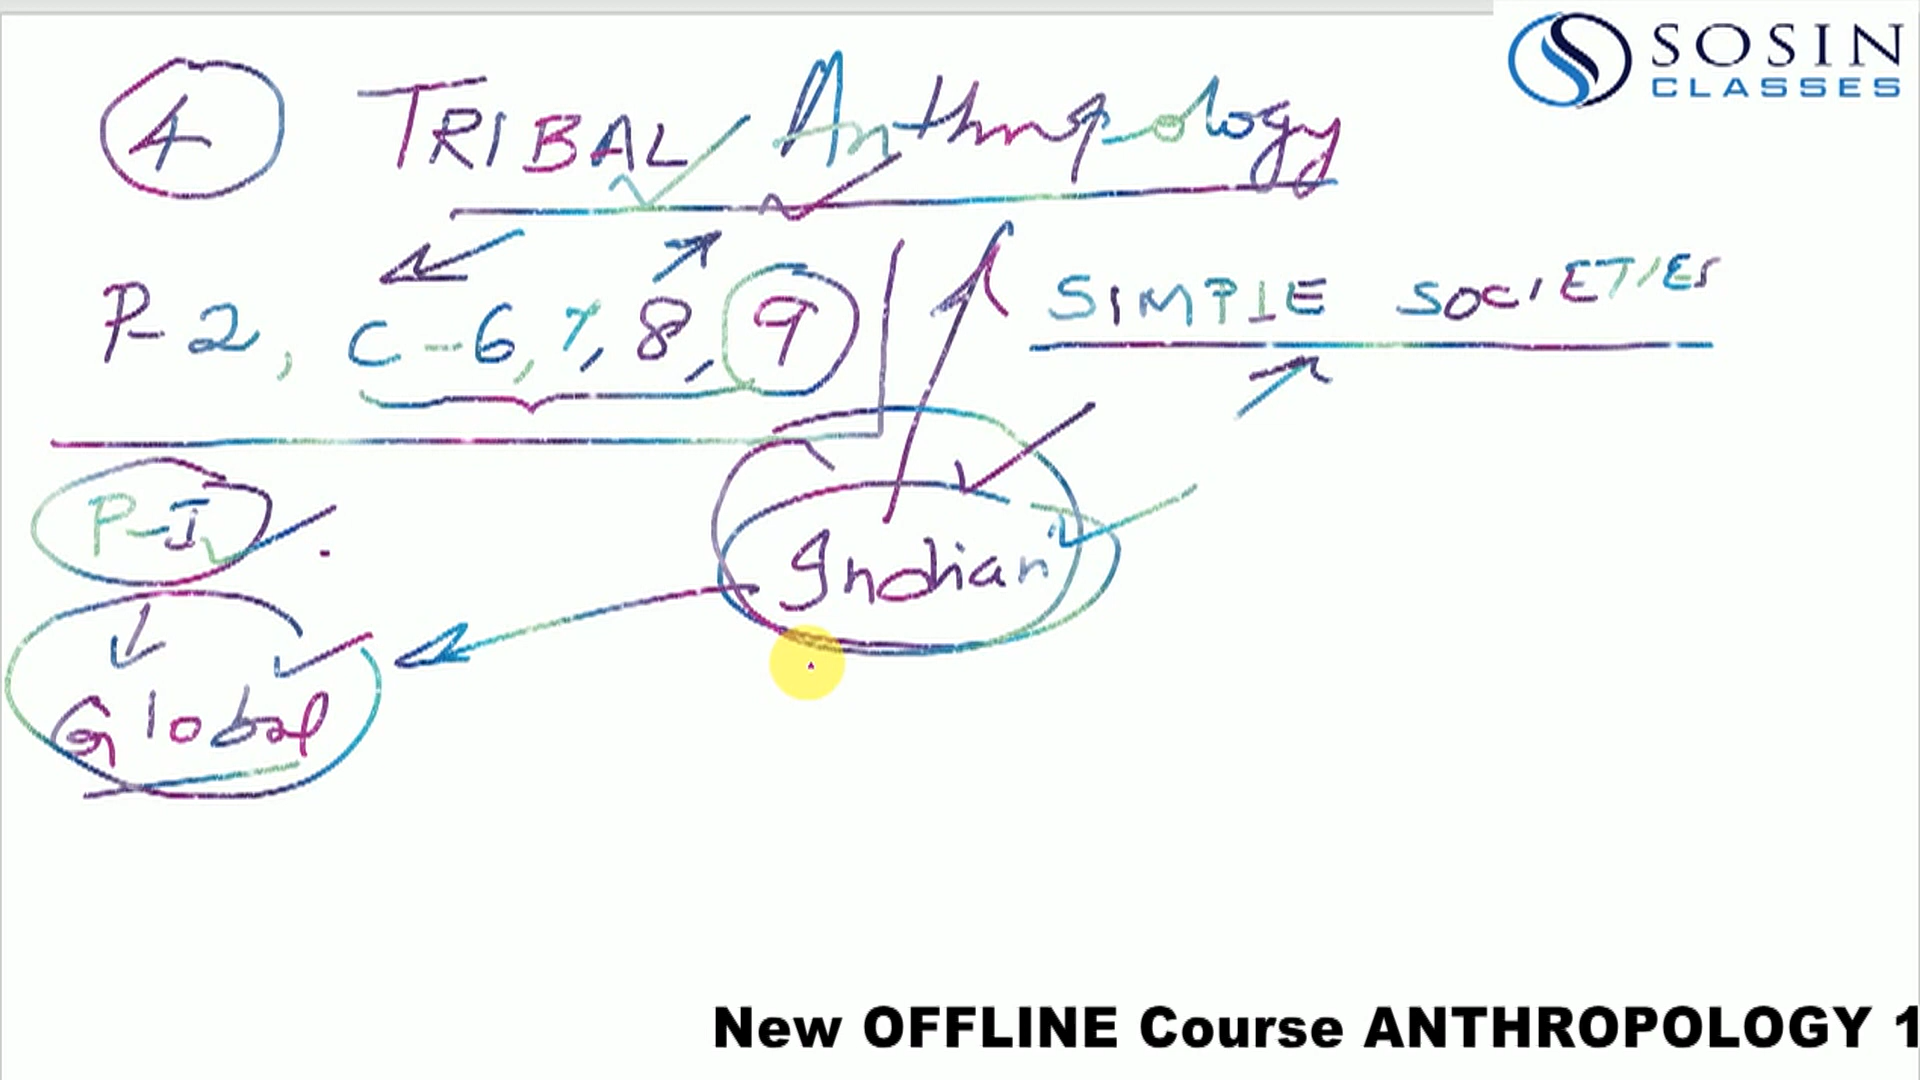 SOSIN
CLASSES
4 TRIBAL Anthropology
P-2, C-6, 7, 8, 9
SIMPLE SOCIETIES
P-I
Indian
Global
New OFFLINE Course ANTHROPOLOGY 1